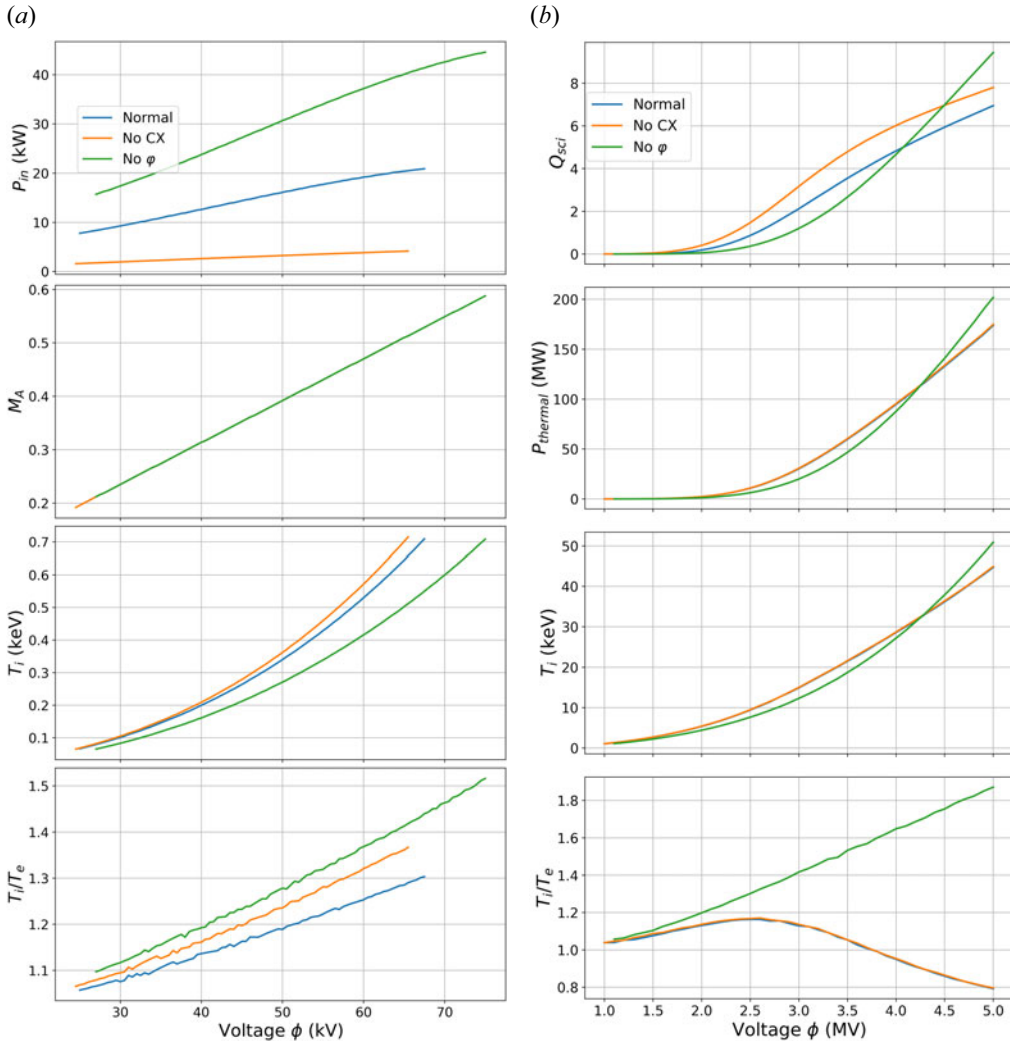 (a)
P_in (kW)
40
30
20
10
0
Normal
No CX
No φ
M_A
0.6
0.5
0.4
0.3
0.2
T_i (keV)
0.7
0.6
0.5
0.4
0.3
0.2
0.1
T_i/T_e
1.5
1.4
1.3
1.2
1.1
30 40 50 60 70
Voltage ϕ (kV)
(b)
Q_sci
8
6
4
2
0
Normal
No CX
No φ
P_thermal (MW)
200
150
100
50
0
T_i (keV)
50
40
30
20
10
0
T_i/T_e
1.8
1.6
1.4
1.2
1.0
0.8
1.0 1.5 2.0 2.5 3.0 3.5 4.0 4.5 5.0
Voltage ϕ (MV)